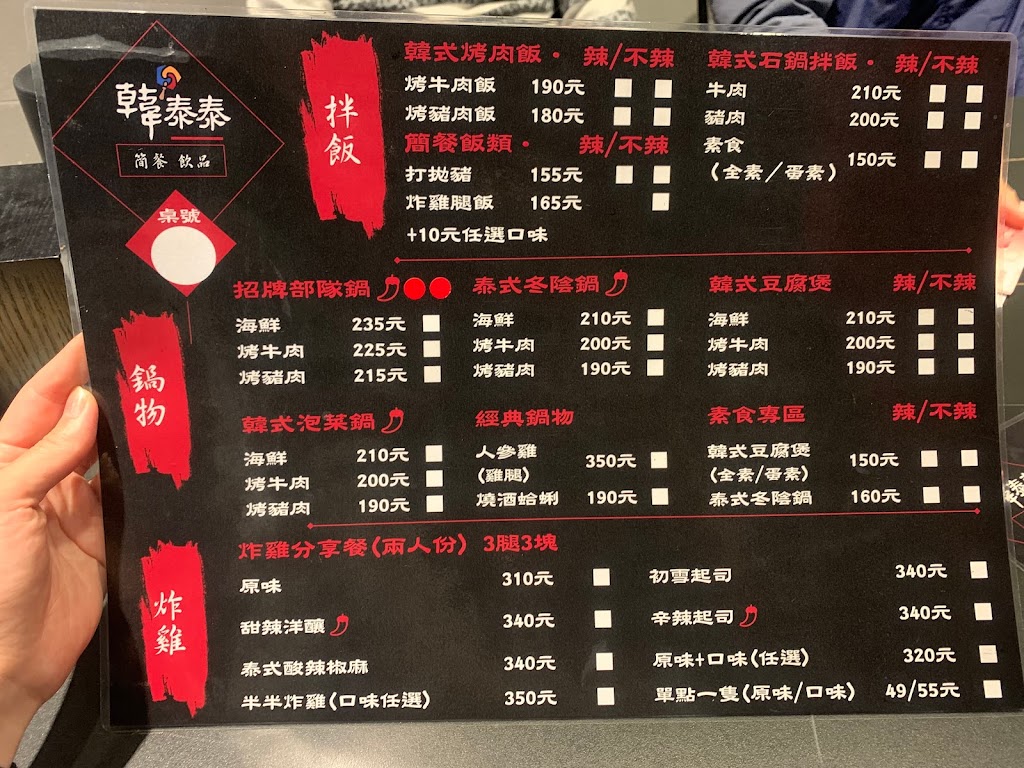 韓泰泰
簡餐 飲品
桌號
拌飯
韓式烤肉飯・ 辣/不辣
烤牛肉飯 190元
烤豬肉飯 180元
簡餐飯類・ 辣/不辣
打拋豬 155元
炸雞腿飯 165元
+10元任選口味
韓式石鍋拌飯・ 辣/不辣
牛肉 210元
豬肉 200元
素食
(全素/蛋素) 150元
鍋物
招牌部隊鍋
海鮮 235元
烤牛肉 225元
烤豬肉 215元
泰式冬陰鍋
海鮮 210元
烤牛肉 200元
烤豬肉 190元
韓式豆腐煲 辣/不辣
海鮮 210元
烤牛肉 200元
烤豬肉 190元
韓式泡菜鍋
海鮮 210元
烤牛肉 200元
烤豬肉 190元
經典鍋物
人參雞
(雞腿) 350元
燒酒蛤蜊 190元
素食專區 辣/不辣
韓式豆腐煲
(全素/蛋素) 150元
泰式冬陰鍋 160元
炸雞
炸雞分享餐(兩人份) 3腿3塊
原味 310元
甜辣洋釀 340元
泰式酸辣椒麻 340元
半半炸雞(口味任選) 350元
初雪起司 340元
辛辣起司 340元
原味+口味(任選) 320元
單點一隻(原味/口味) 49/55元